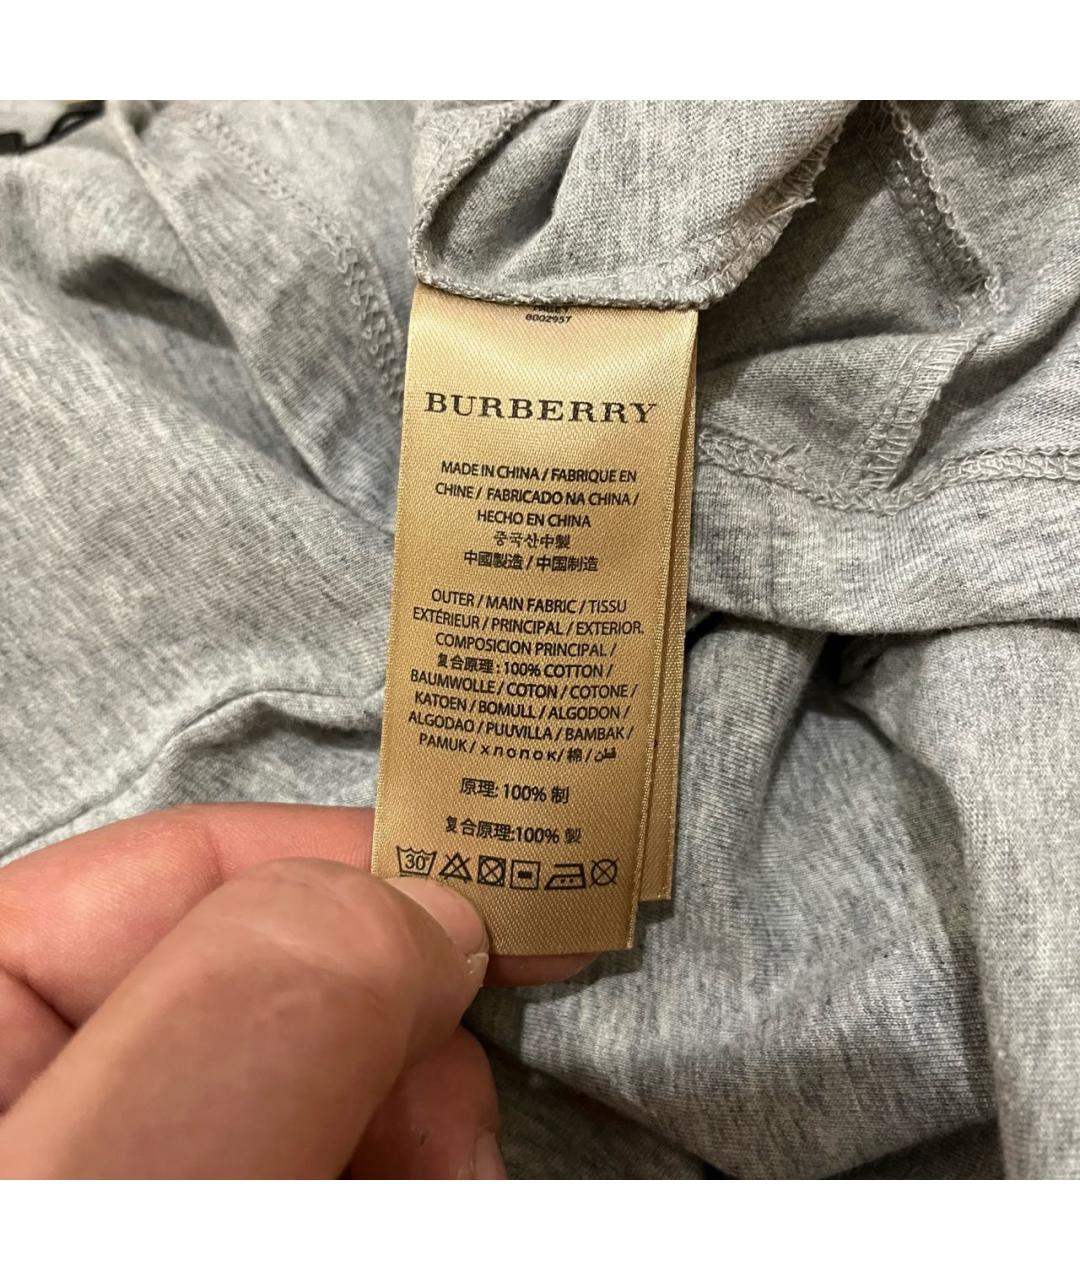 8002957
BURBERRY
MADE IN CHINA / FABRIQUE EN
CHINE / FABRICADO NA CHINA /
HECHO EN CHINA
중국산中製
中國製造 / 中国制造
OUTER / MAIN FABRIC / TISSU
EXTÉRIEUR / PRINCIPAL / EXTERIOR.
COMPOSICION PRINCIPAL /
复合原理 : 100% COTTON /
BAUMWOLLE / COTON / COTONE /
KATOEN / BOMULL / ALGODON /
ALGODAO / PUUVILLA / BAMBAK /
PAMUK / хлопок / 棉 / قطن
原理: 100% 制
复合原理:100% 製
30